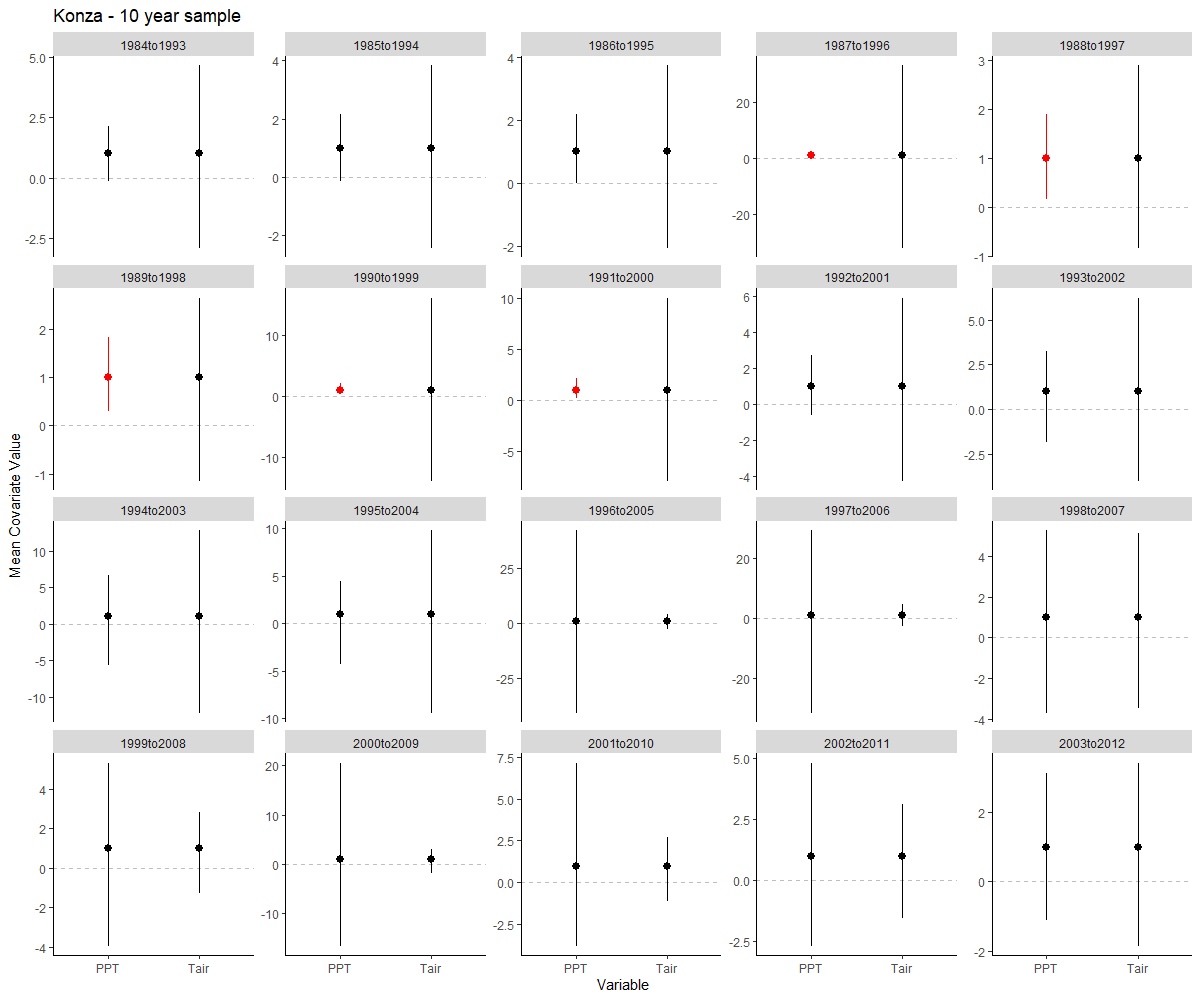 Konza - 10 year sample
1984to1993 1985to1994 1986to1995 1987to1996 1988to1997
5.0 2.5 0.0 -2.5
4 2 0 -2
4 2 0 -2
20 0 -20
3 2 1 0 -1
1989to1998 1990to1999 1991to2000 1992to2001 1993to2002
2 1 0 -1
10 0 -10
10 5 0 -5
6 4 2 0 -2 -4
5.0 2.5 0.0 -2.5
Mean Covariate Value
1994to2003 1995to2004 1996to2005 1997to2006 1998to2007
10 5 0 -5 -10
10 5 0 -5 -10
25 0 -25
20 0 -20
4 2 0 -2 -4
1999to2008 2000to2009 2001to2010 2002to2011 2003to2012
4 2 0 -2 -4
20 10 0 -10
7.5 5.0 2.5 0.0 -2.5
5.0 2.5 0.0 -2.5
2 0 -2
PPT Tair PPT Tair PPT Tair PPT Tair PPT Tair
Variable